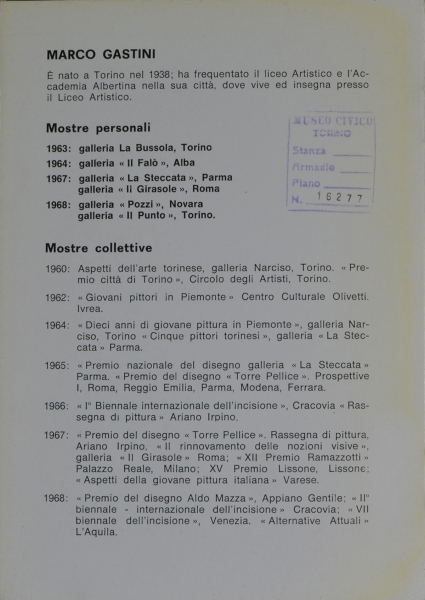 MARCO GASTINI
È nato a Torino nel 1938; ha frequentato il liceo Artistico e l'Ac-
cademia Albertina nella sua città, dove vive ed insegna presso
il Liceo Artistico.
Mostre personali
1963: galleria La Bussola, Torino
1964: galleria « Il Falò », Alba
1967: galleria « La Steccata », Parma
galleria « Il Girasole », Roma
1968: galleria « Pozzi », Novara
galleria « Il Punto », Torino.
MUSEO CIVICO
TORINO
Stanza
Armadio
Piano
N. 16277
Mostre collettive
1960: Aspetti dell'arte torinese, galleria Narciso, Torino. « Pre-
mio città di Torino », Circolo degli Artisti, Torino.
1962: « Giovani pittori in Piemonte » Centro Culturale Olivetti.
Ivrea.
1964: « Dieci anni di giovane pittura in Piemonte », galleria Nar-
ciso, Torino « Cinque pittori torinesi », galleria « La Stec-
cata » Parma.
1965: « Premio nazionale del disegno galleria « La Steccata »
Parma. « Premio del disegno « Torre Pellice ». Prospettive
I, Roma, Reggio Emilia, Parma, Modena, Ferrara.
1966: « I° Biennale internazionale dell'incisione », Cracovia « Ras-
segna di pittura » Ariano Irpino.
1967: « Premio del disegno « Torre Pellice ». Rassegna di pittura,
Ariano Irpino. « Il rinnovamento delle nozioni visive »,
galleria « Il Girasole » Roma; « XII Premio Ramazzotti »
Palazzo Reale, Milano; XV Premio Lissone, Lissone;
« Aspetti della giovane pittura italiana » Varese.
1968: « Premio del disegno Aldo Mazza », Appiano Gentile; « II°
biennale - internazionale dell'incisione » Cracovia; « VII
biennale dell'incisione », Venezia. « Alternative Attuali »
L'Aquila.